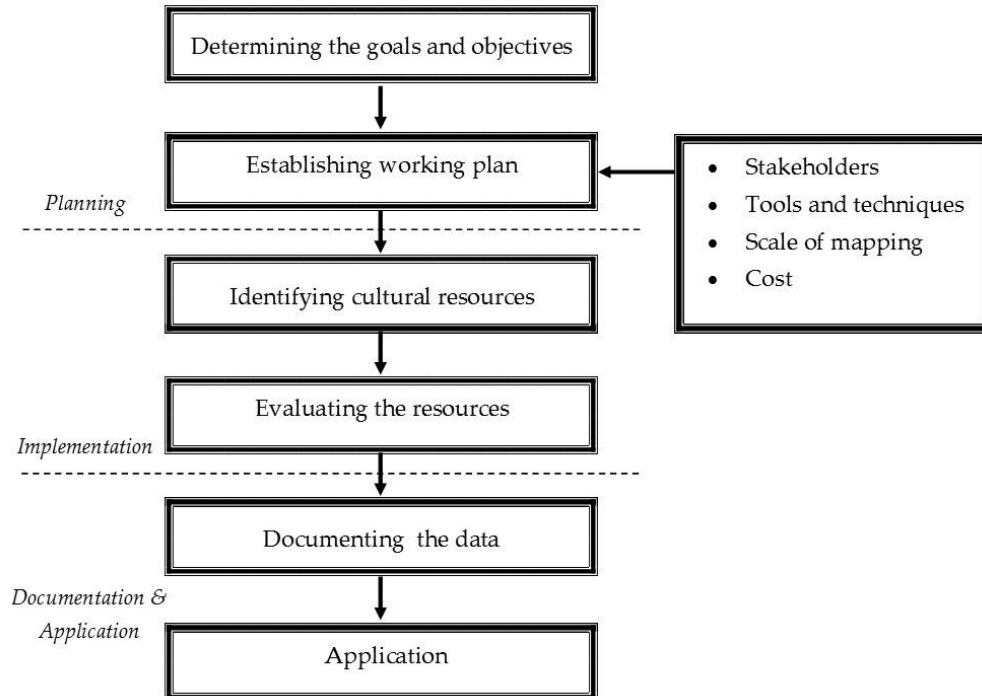 Determining the goals and objectives
Establishing working plan
• Stakeholders
• Tools and techniques
• Scale of mapping
• Cost
Planning
Identifying cultural resources
Evaluating the resources
Implementation
Documenting the data
Documentation &
Application
Application